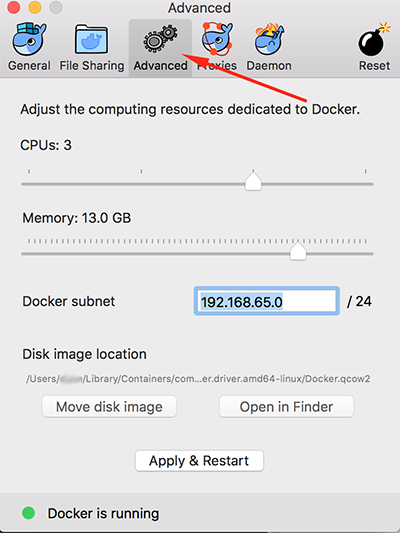 Advanced
General File Sharing Advanced Proxies Daemon Reset
Adjust the computing resources dedicated to Docker.
CPUs: 3
Memory: 13.0 GB
Docker subnet 192.168.65.0 / 24
Disk image location
/Users/ /Library/Containers/com...er.driver.amd64-linux/Docker.qcow2
Move disk image Open in Finder
Apply & Restart
Docker is running